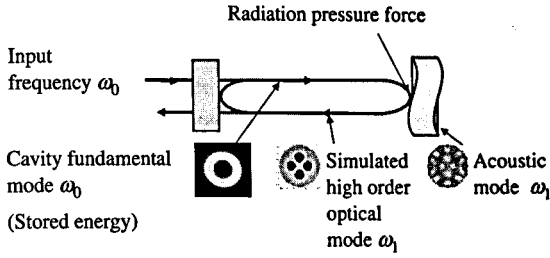 Radiation pressure force
Input
frequency ω₀
Cavity fundamental
mode ω₀
(Stored energy)
Simulated
high order
optical
mode ω₁
Acoustic
mode ω₁